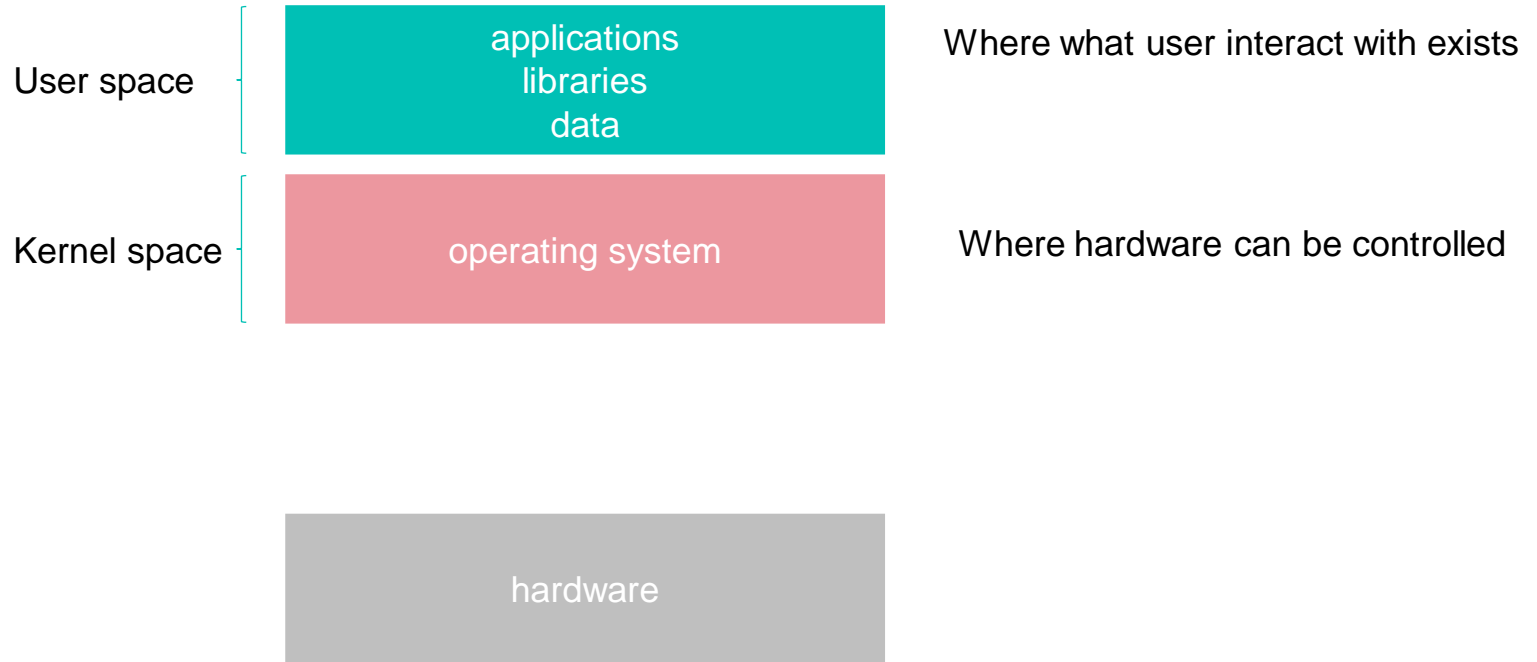 applications
Where what user interact with exists
User space
libraries
data
Kernel space
operating system
Where hardware can be controlled
hardware